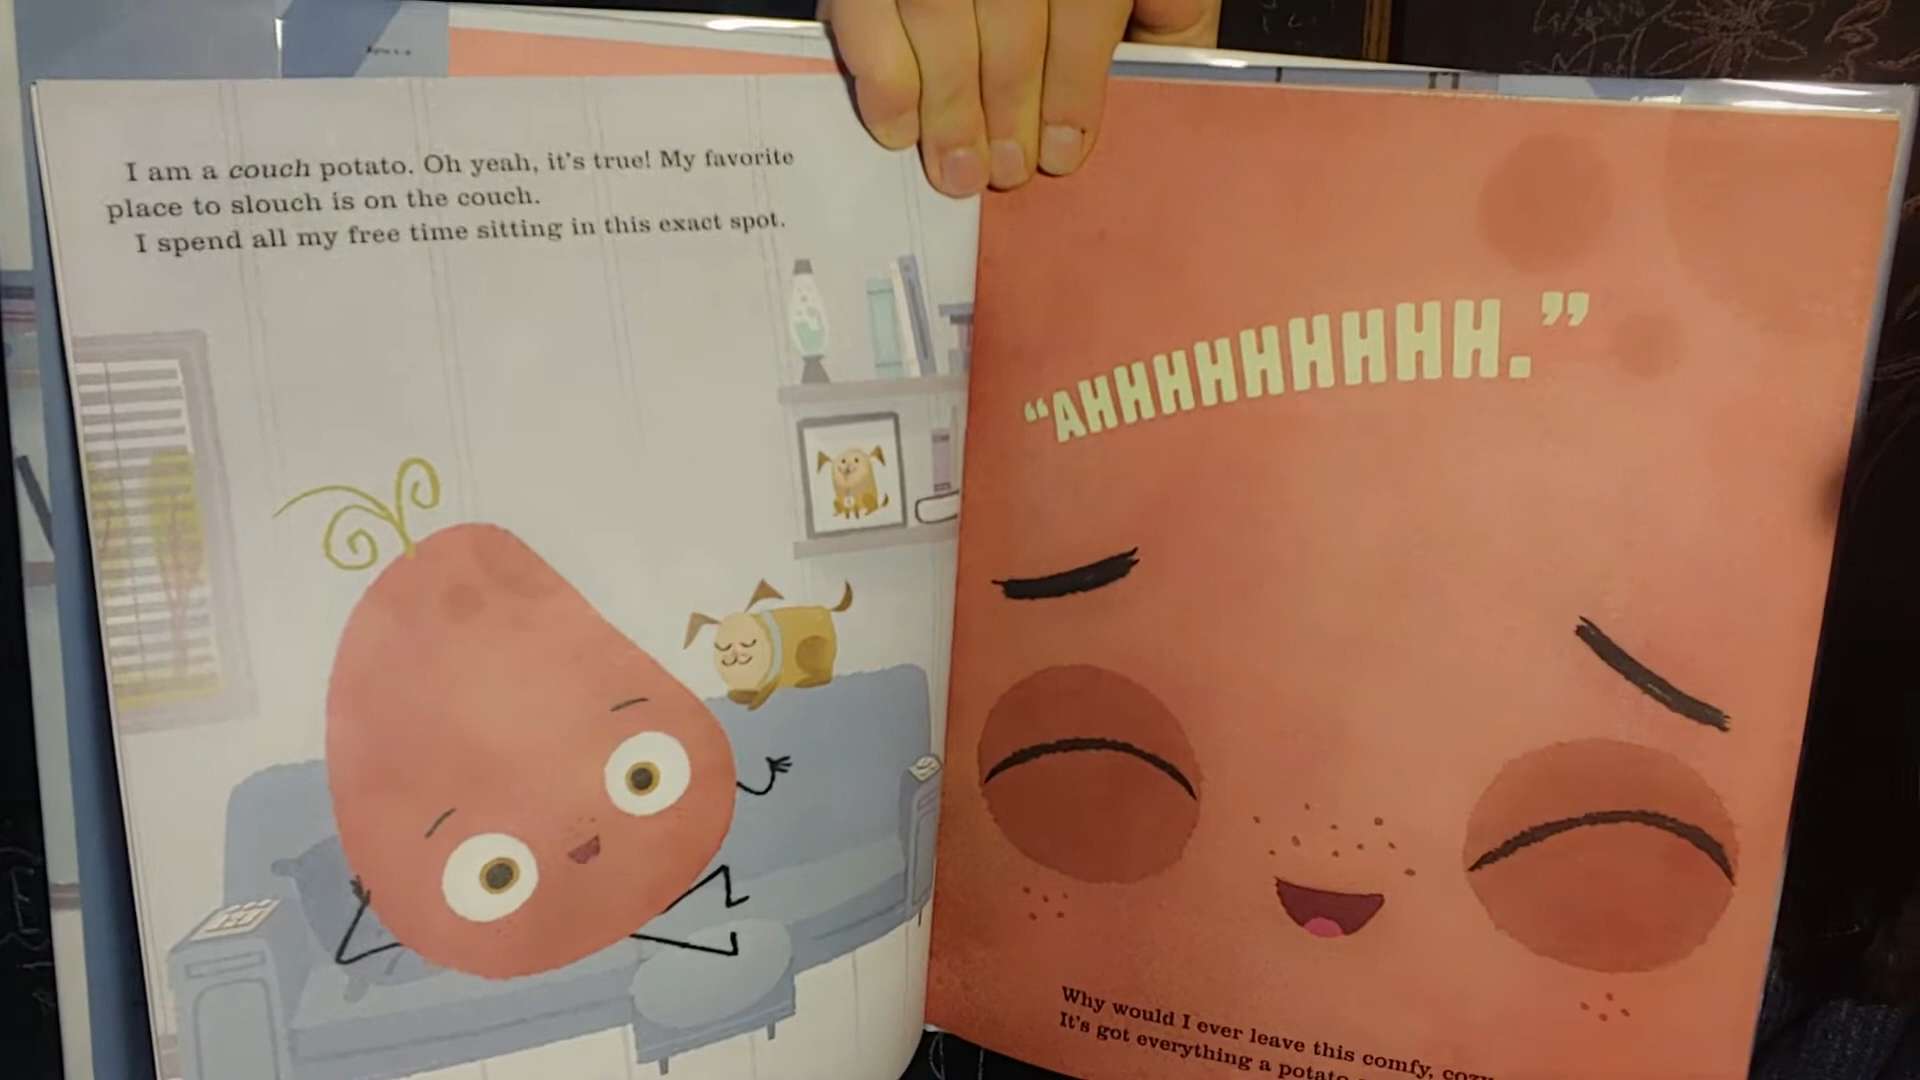 I am a couch potato. Oh yeah, it's true! My favorite
place to slouch is on the couch.
I spend all my free time sitting in this exact spot.
"AHHHHHHHHH."
Why would I ever leave this comfy,
It's got everything a potato